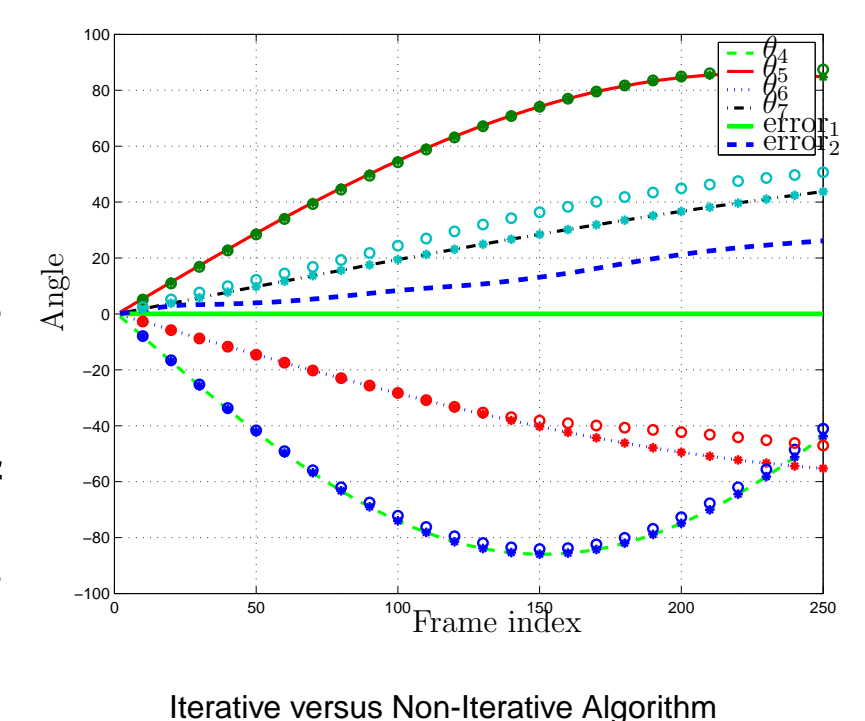 100
80
60
40
20
0
−20
−40
−60
−80
−100
0
50
100
150
200
250
Angle
Frame index
θ4
θ5
θ6
θ7
error1
error2
Iterative versus Non-Iterative Algorithm